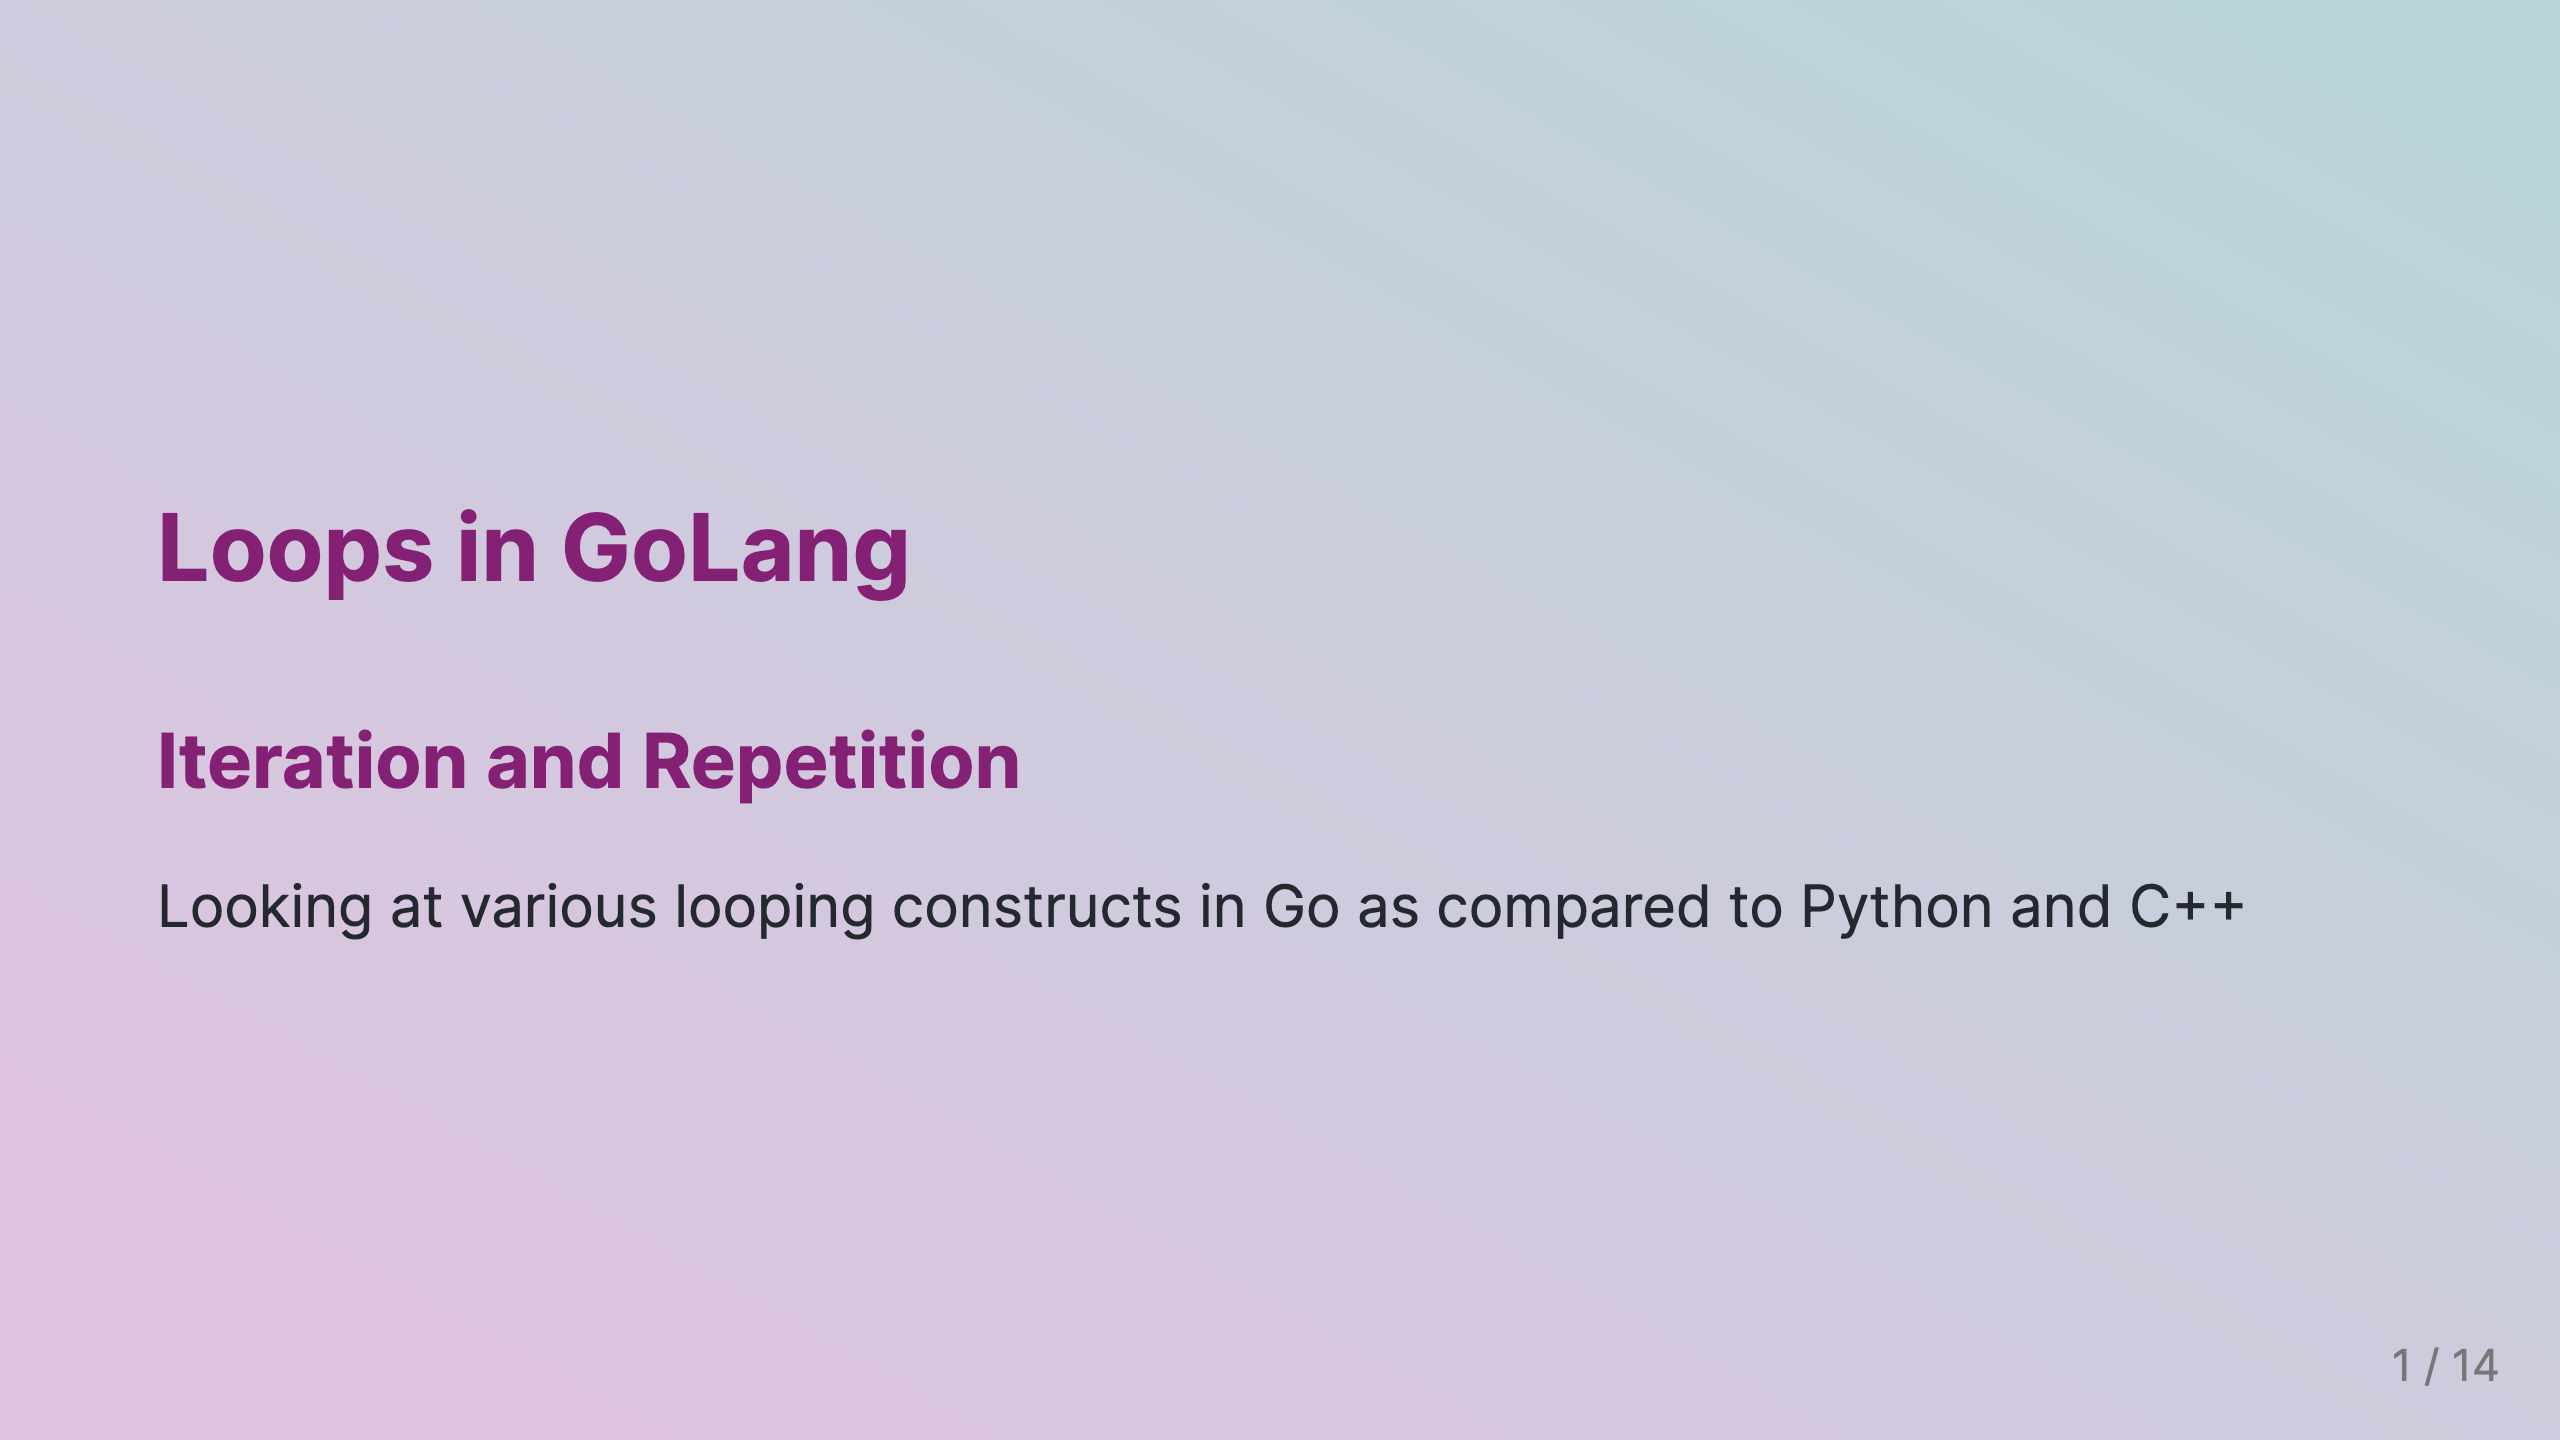 Loops in GoLang
Iteration and Repetition
Looking at various looping constructs in Go as compared to Python and C++
1 / 14